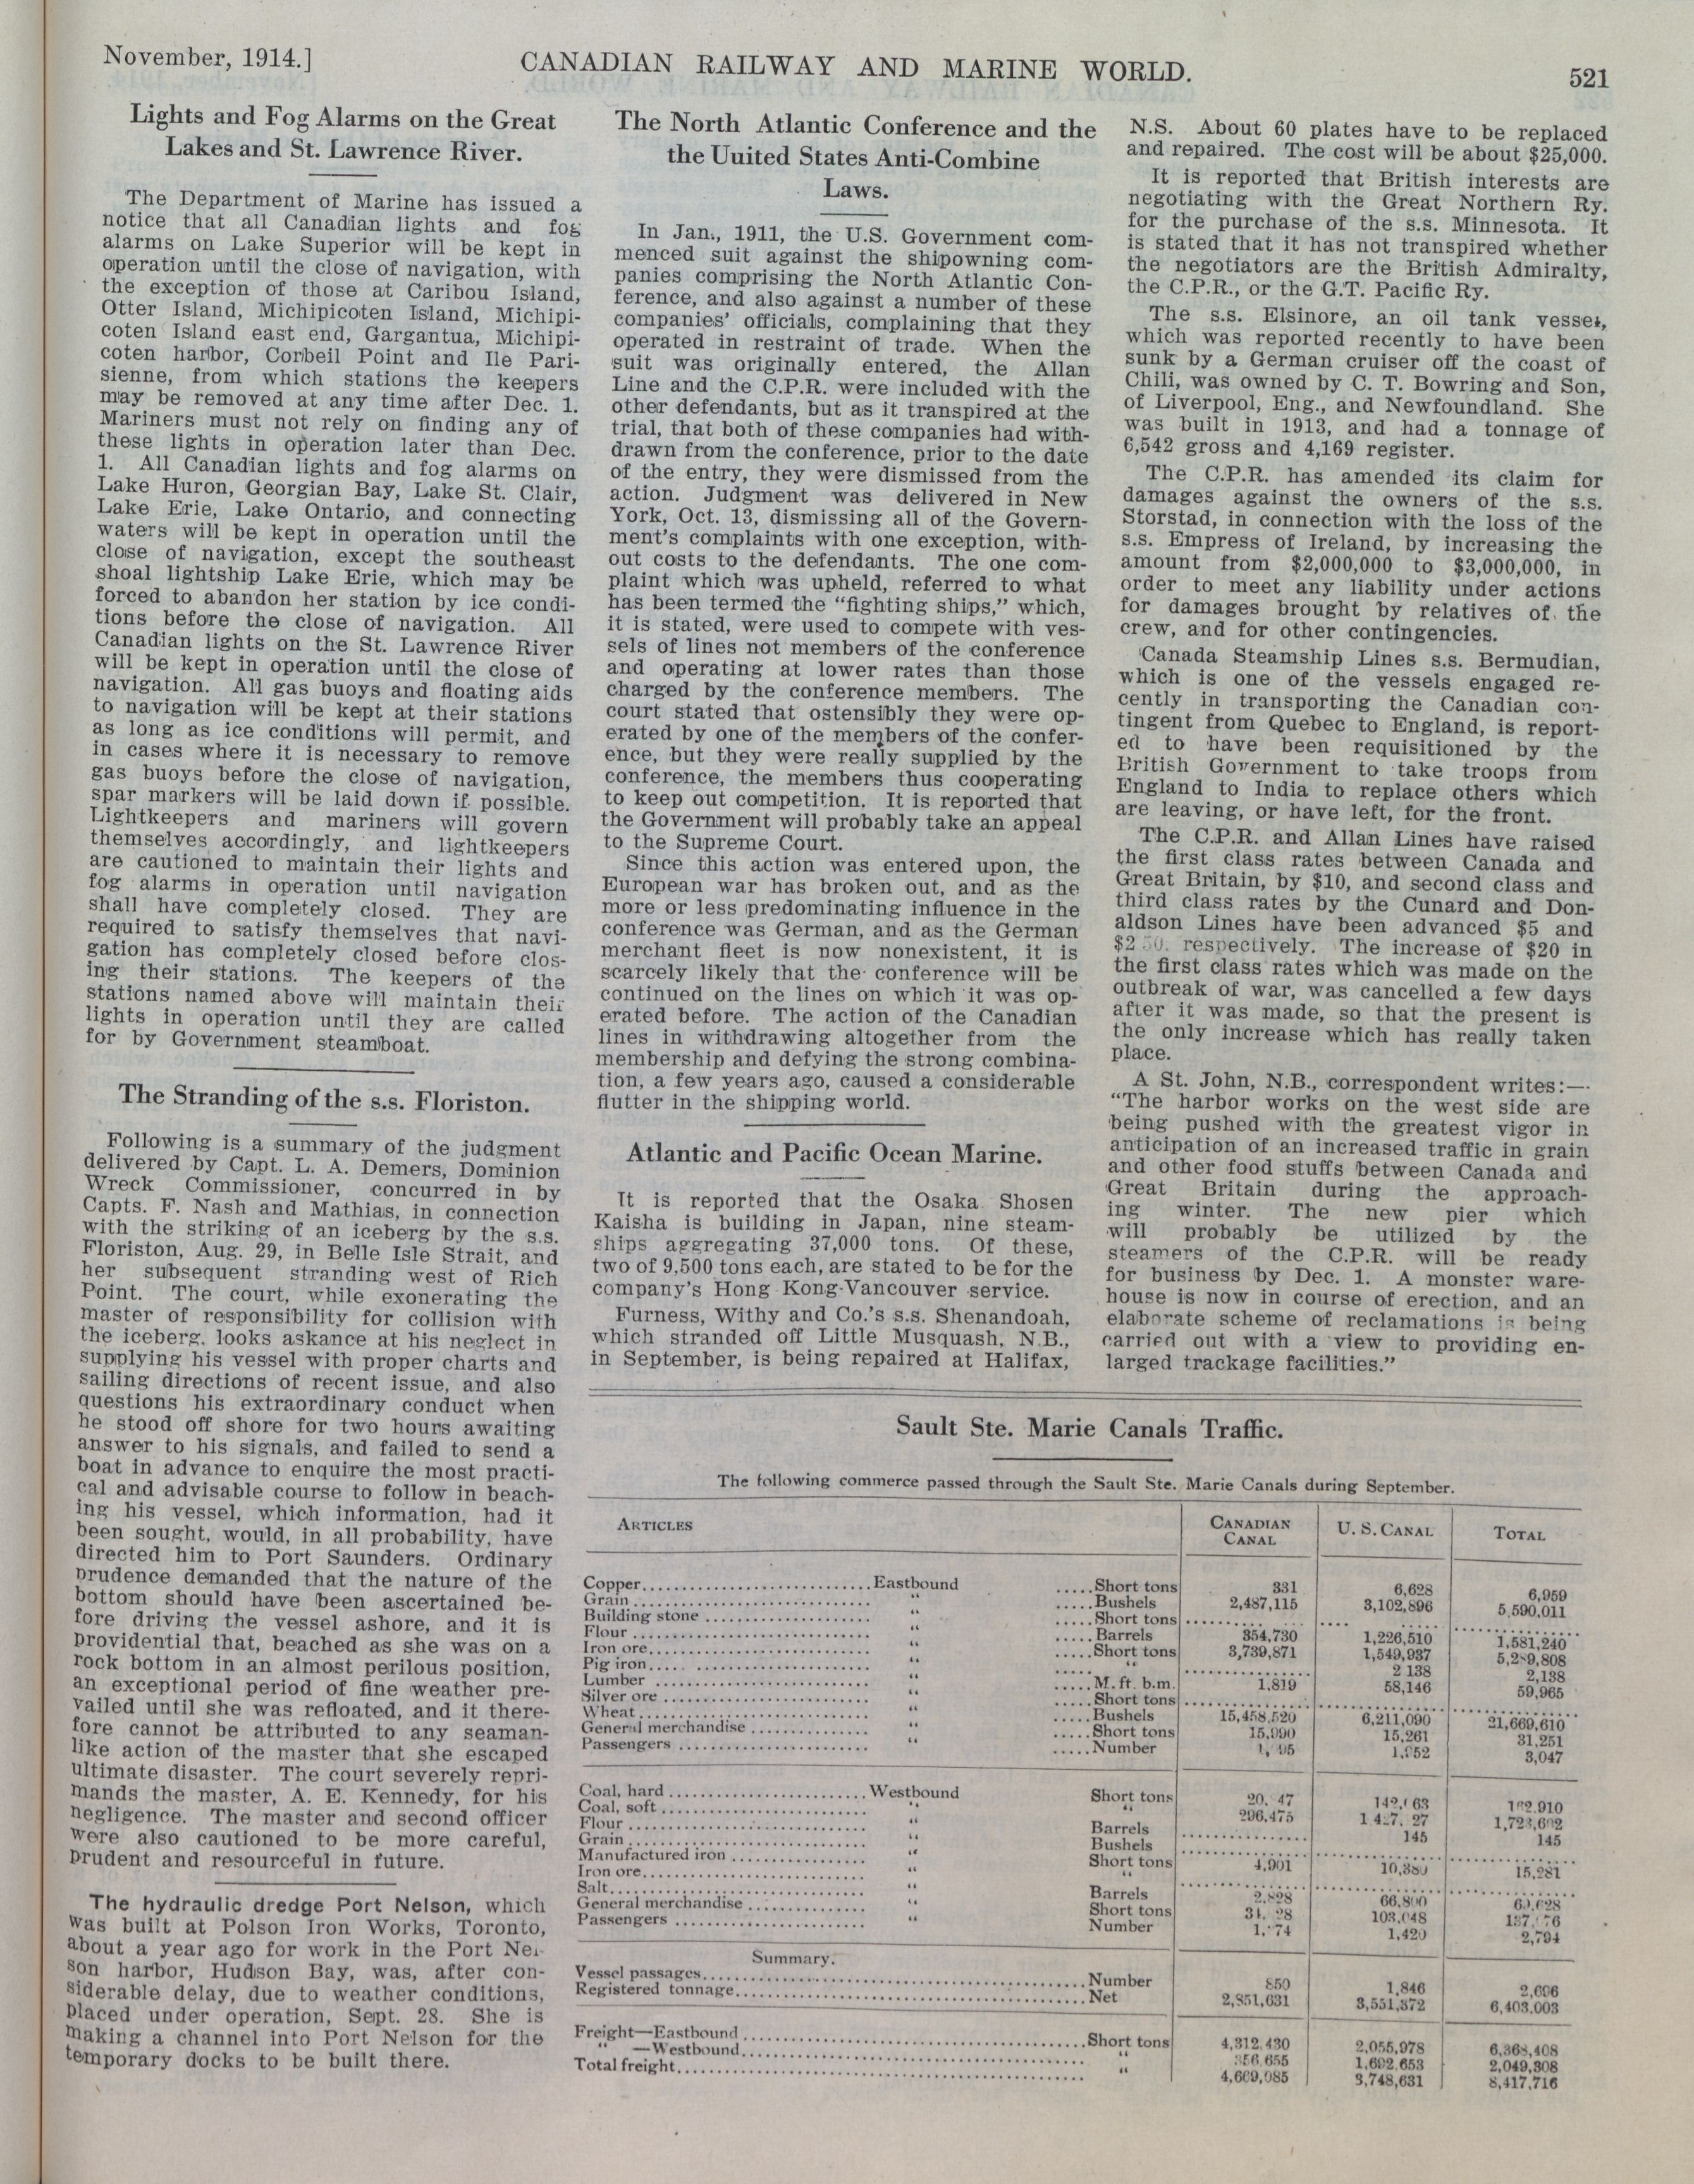 November, 1914.]
CANADIAN RAILWAY AND MARINE WORLD.
521
Lights and Fog Alarms on the Great
Lakes and St. Lawrence River.
The Department of Marine has issued a
notice that all Canadian lights and fog
alarms on Lake Superior will be kept in
operation until the close of navigation, with
the exception of those at Caribou Island,
Otter Island, Michipicoten Island, Michipi-
coten Island east end, Gargantua, Michipi-
coten harbor, Corbeil Point and Ile Pari-
sienne, from which stations the keepers
may be removed at any time after Dec. 1.
Mariners must not rely on finding any of
these lights in operation later than Dec.
1. All Canadian lights and fog alarms on
Lake Huron, Georgian Bay, Lake St. Clair,
Lake Erie, Lake Ontario, and connecting
waters will be kept in operation until the
close of navigation, except the southeast
shoal lightship Lake Erie, which may be
forced to abandon her station by ice condi-
tions before the close of navigation. All
Canadian lights on the St. Lawrence River
will be kept in operation until the close of
navigation. All gas buoys and floating aids
to navigation will be kept at their stations
as long as ice conditions will permit, and
in cases where it is necessary to remove
gas buoys before the close of navigation,
spar markers will be laid down if possible.
Lightkeepers and mariners will govern
themselves accordingly, and lightkeepers
are cautioned to maintain their lights and
fog alarms in operation until navigation
shall have completely closed. They are
required to satisfy themselves that navi-
gation has completely closed before clos-
ing their stations. The keepers of the
stations named above will maintain their
lights in operation until they are called
for by Government steamboat.
The Stranding of the s.s. Floriston.
Following is a summary of the judgment
delivered by Capt. L. A. Demers, Dominion
Wreck Commissioner, concurred in by
Capts. F. Nash and Mathias, in connection
with the striking of an iceberg by the s.s.
Floriston, Aug. 29, in Belle Isle Strait, and
her subsequent stranding west of Rich
Point. The court, while exonerating the
master of responsibility for collision with
the iceberg, looks askance at his neglect in
supplying his vessel with proper charts and
sailing directions of recent issue, and also
questions his extraordinary conduct when
he stood off shore for two hours awaiting
answer to his signals, and failed to send a
boat in advance to enquire the most practi-
cal and advisable course to follow in beach-
ing his vessel, which information, had it
been sought, would, in all probability, have
directed him to Port Saunders. Ordinary
prudence demanded that the nature of the
bottom should have been ascertained be-
fore driving the vessel ashore, and it is
providential that, beached as she was on a
rock bottom in an almost perilous position,
an exceptional period of fine weather pre-
vailed until she was refloated, and it there-
fore cannot be attributed to any seaman-
like action of the master that she escaped
ultimate disaster. The court severely repri-
mands the master, A. E. Kennedy, for his
negligence. The master and second officer
were also cautioned to be more careful,
prudent and resourceful in future.
The hydraulic dredge Port Nelson, which
was built at Polson Iron Works, Toronto,
about a year ago for work in the Port Nel-
son harbor, Hudson Bay, was, after con-
siderable delay, due to weather conditions,
placed under operation, Sept. 28. She is
making a channel into Port Nelson for the
temporary docks to be built there.
The North Atlantic Conference and the
the Uuited States Anti-Combine
Laws.
In Jan., 1911, the U.S. Government com-
menced suit against the shipowning com-
panies comprising the North Atlantic Con-
ference, and also against a number of these
companies' officials, complaining that they
operated in restraint of trade. When the
suit was originally entered, the Allan
Line and the C.P.R. were included with the
other defendants, but as it transpired at the
trial, that both of these companies had with-
drawn from the conference, prior to the date
of the entry, they were dismissed from the
action. Judgment was delivered in New
York, Oct. 13, dismissing all of the Govern-
ment's complaints with one exception, with-
out costs to the defendants. The one com-
plaint which was upheld, referred to what
has been termed the "fighting ships," which,
it is stated, were used to compete with ves-
sels of lines not members of the conference
and operating at lower rates than those
charged by the conference members. The
court stated that ostensibly they were op-
erated by one of the members of the confer-
ence, but they were really supplied by the
conference, the members thus cooperating
to keep out competition. It is reported that
the Government will probably take an appeal
to the Supreme Court.
Since this action was entered upon, the
European war has broken out, and as the
more or less predominating influence in the
conference was German, and as the German
merchant fleet is now nonexistent, it is
scarcely likely that the conference will be
continued on the lines on which it was op-
erated before. The action of the Canadian
lines in withdrawing altogether from the
membership and defying the strong combina-
tion, a few years ago, caused a considerable
flutter in the shipping world.
Atlantic and Pacific Ocean Marine.
It is reported that the Osaka Shosen
Kaisha is building in Japan, nine steam-
ships aggregating 37,000 tons. Of these,
two of 9,500 tons each, are stated to be for the
company's Hong Kong-Vancouver service.
Furness, Withy and Co.'s s.s. Shenandoah,
which stranded off Little Musquash, N.B.,
in September, is being repaired at Halifax,
N.S. About 60 plates have to be replaced
and repaired. The cost will be about $25,000.
It is reported that British interests are
negotiating with the Great Northern Ry.
for the purchase of the s.s. Minnesota. It
is stated that it has not transpired whether
the negotiators are the British Admiralty,
the C.P.R., or the G.T. Pacific Ry.
The s.s. Elsinore, an oil tank vessel,
which was reported recently to have been
sunk by a German cruiser off the coast of
Chili, was owned by C. T. Bowring and Son,
of Liverpool, Eng., and Newfoundland. She
was built in 1913, and had a tonnage of
6,542 gross and 4,169 register.
The C.P.R. has amended its claim for
damages against the owners of the s.s.
Storstad, in connection with the loss of the
s.s. Empress of Ireland, by increasing the
amount from $2,000,000 to $3,000,000, in
order to meet any liability under actions
for damages brought by relatives of the
crew, and for other contingencies.
Canada Steamship Lines s.s. Bermudian,
which is one of the vessels engaged re-
cently in transporting the Canadian con-
tingent from Quebec to England, is report-
ed to have been requisitioned by the
British Government to take troops from
England to India to replace others which
are leaving, or have left, for the front.
The C.P.R. and Allan Lines have raised
the first class rates between Canada and
Great Britain, by $10, and second class and
third class rates by the Cunard and Don-
aldson Lines have been advanced $5 and
respectively. The increase of $20 in
the first class rates which was made on the
outbreak of war, was cancelled a few days
after it was made, so that the present is
the only increase which has really taken
place.
A St. John, N.B., correspondent writes:—
"The harbor works on the west side are
being pushed with the greatest vigor in
anticipation of an increased traffic in grain
and other food stuffs between Canada and
Great Britain during the approach-
ing winter. The new pier which
will probably be utilized by the
steamers of the C.P.R. will be ready
for business by Dec. 1. A monster ware-
house is now in course of erection, and an
elaborate scheme of reclamations is being
carried out with a view to providing en-
larged trackage facilities."
Sault Ste. Marie Canals Traffic.
The following commerce passed through the Sault Ste. Marie Canals during September.
ARTICLES CANADIAN CANAL U. S. CANAL TOTAL
Copper Eastbound Short tons 331 6,628 6,959
Grain " Bushels 2,487,115 3,102,896 5,590,011
Building stone " Short tons
Flour " Barrels 354,730 1,226,510 1,581,240
Iron ore " Short tons 3,739,871 1,549,937 5,289,808
Pig iron " " 2 138 2,138
Lumber " M. ft. b.m. 1,819 58,146 59,965
Silver ore " Short tons
Wheat " Bushels 15,458,520 6,211,090 21,669,610
General merchandise " Short tons 15,990 15,261 31,251
Passengers " Number 3,047
Coal, hard Westbound Short tons
Coal, soft " " 296,475
Flour " Barrels 145 145
Grain " Bushels
Manufactured iron " Short tons 4,901 10,380 15,281
Iron ore " "
Salt " Barrels 2,828 66,800
General merchandise " Short tons
Passengers " Number 1,420 2,794
Summary.
Vessel passages Number 850 1,846 2,696
Registered tonnage Net 2,851,631 3,551,372 6,403,003
Freight—Eastbound Short tons 4,312,430 2,055,978 6,368,408
" —Westbound " 356,655 1,692,653 2,049,308
Total freight " 4,669,085 3,748,631 8,417,716